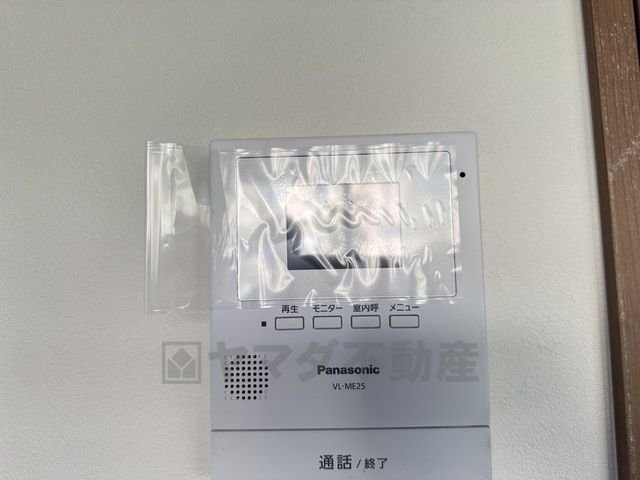 再生 モニター 室内呼 メニュー
ヤマダ不動産
Panasonic
VL-ME25
通話 / 終了